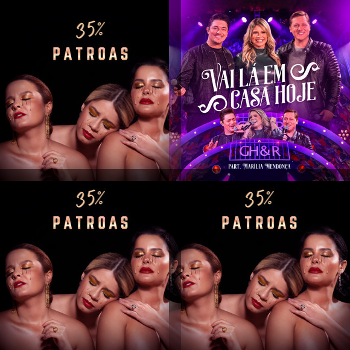 35%
PATROAS
VAI LÁ EM
CASA HOJE
GH&R
PART. MARÍLIA MENDONÇA
35%
PATROAS
35%
PATROAS